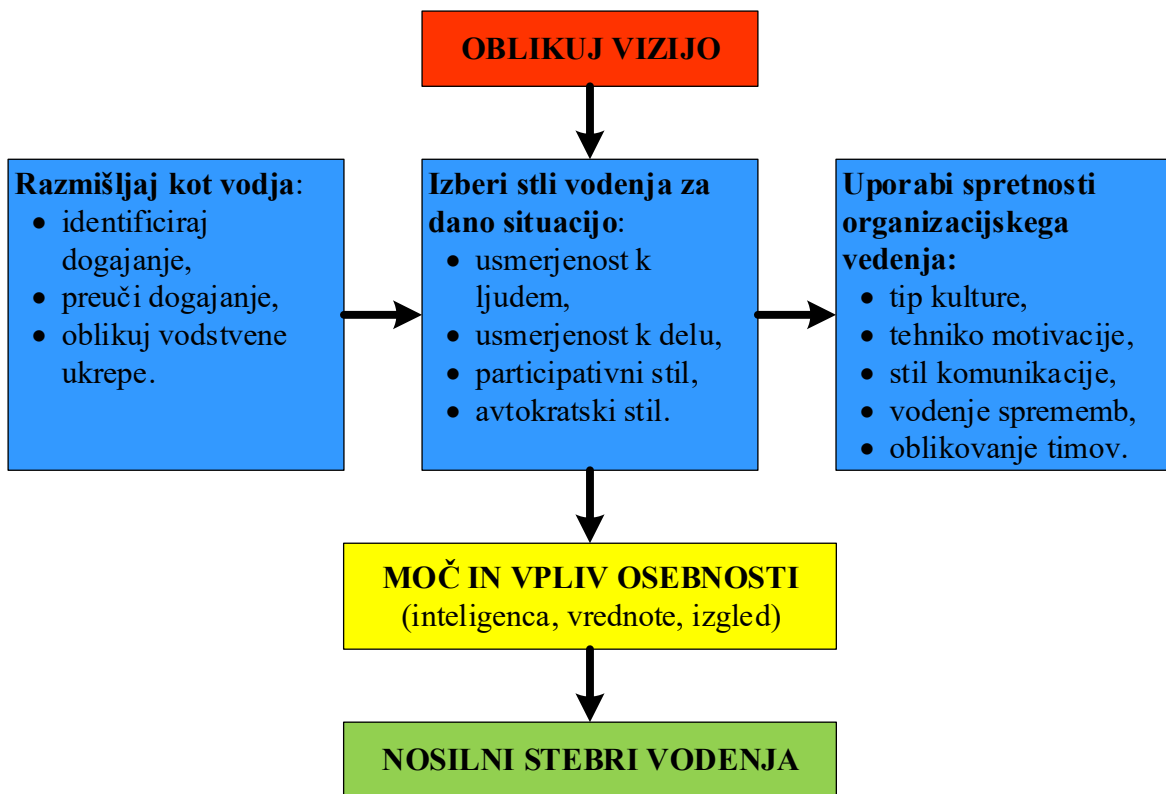 OBLIKUJ VIZIJO
Razmišljaj kot vodja:
• identificiraj
dogajanje,
• preuči dogajanje,
• oblikuj vodstvene
ukrepe.
Izberi stli vodenja za
dano situacijo:
• usmerjenost k
ljudem,
• usmerjenost k delu,
• participativni stil,
• avtokratski stil.
Uporabi spretnosti
organizacijskega
vedenja:
• tip kulture,
• tehniko motivacije,
• stil komunikacije,
• vodenje sprememb,
• oblikovanje timov.
MOČ IN VPLIV OSEBNOSTI
(inteligenca, vrednote, izgled)
NOSILNI STEBRI VODENJA